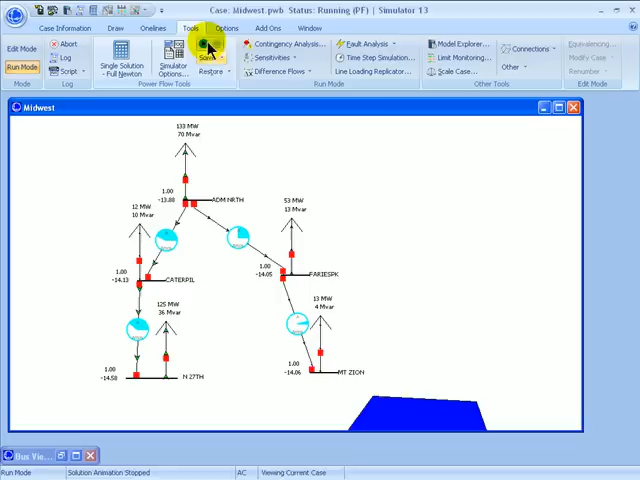 Case: Midwest.pwb Status: Running (PF) | Simulator 13
Case Information Draw Onelines Tools Options Add Ons Window
Edit Mode
Run Mode
Mode
Abort
Log
Script
Single Solution - Full Newton
Simulator Options...
Restore
Power Flow Tools
Contingency Analysis...
Sensitivities
Difference Flows
Fault Analysis
Time Step Simulation...
Line Loading Replicator...
Run Mode
Model Explorer...
Limit Monitoring...
Scale Case...
Connections
Other
Other Tools
Equivalencing...
Modify Case
Renumber
Edit Mode
Midwest
133 MW
70 Mvar
1.00
-13.88
ADM NRTH
12 MW
10 Mvar
53 MW
13 Mvar
1.00
-14.13
CATERPIL
1.00
-14.05
PARIESPK
125 MW
36 Mvar
13 MW
4 Mvar
1.00
-14.58
N 27TH
1.00
-14.06
MT ZION
Bus Vie...
Run Mode
Solution Animation Stopped
AC
Viewing Current Case